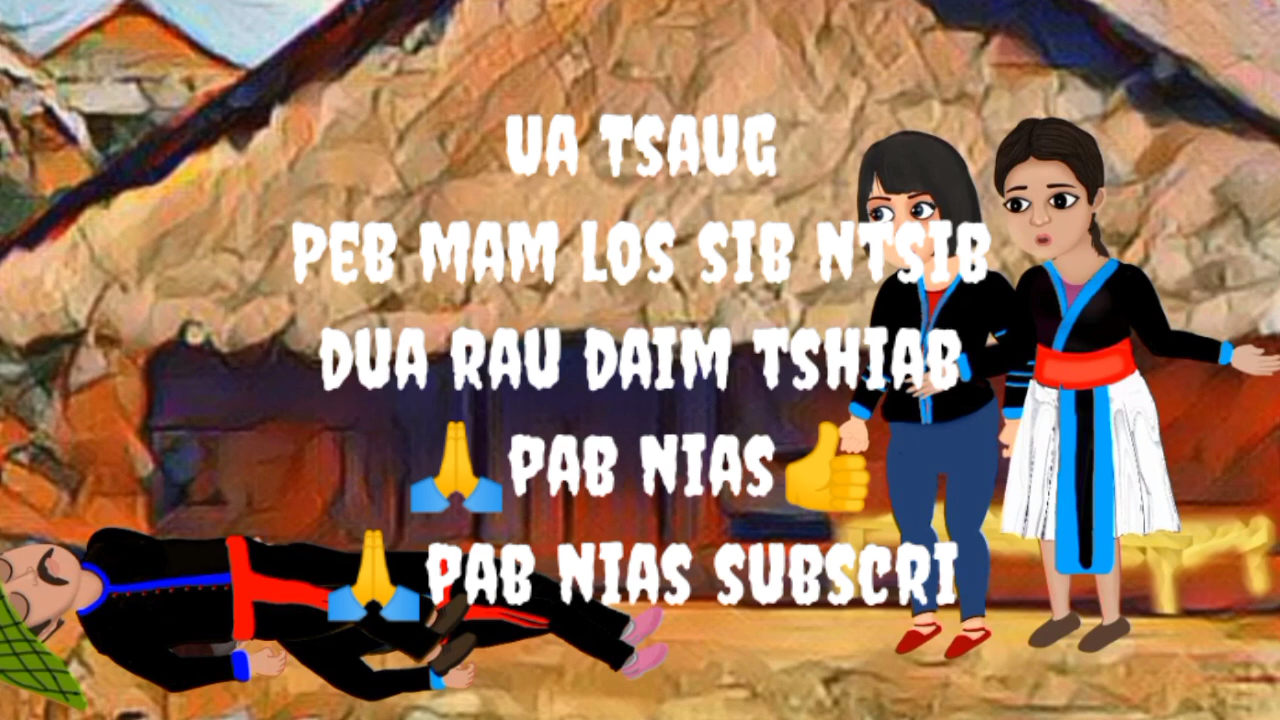 UA TSAUG
PEB MAM LOS SIB NTSIB
DUA RAU DAIM TSHIAB
🙏PAB NIAS👍
🙏PAB NIAS SUBSCRI